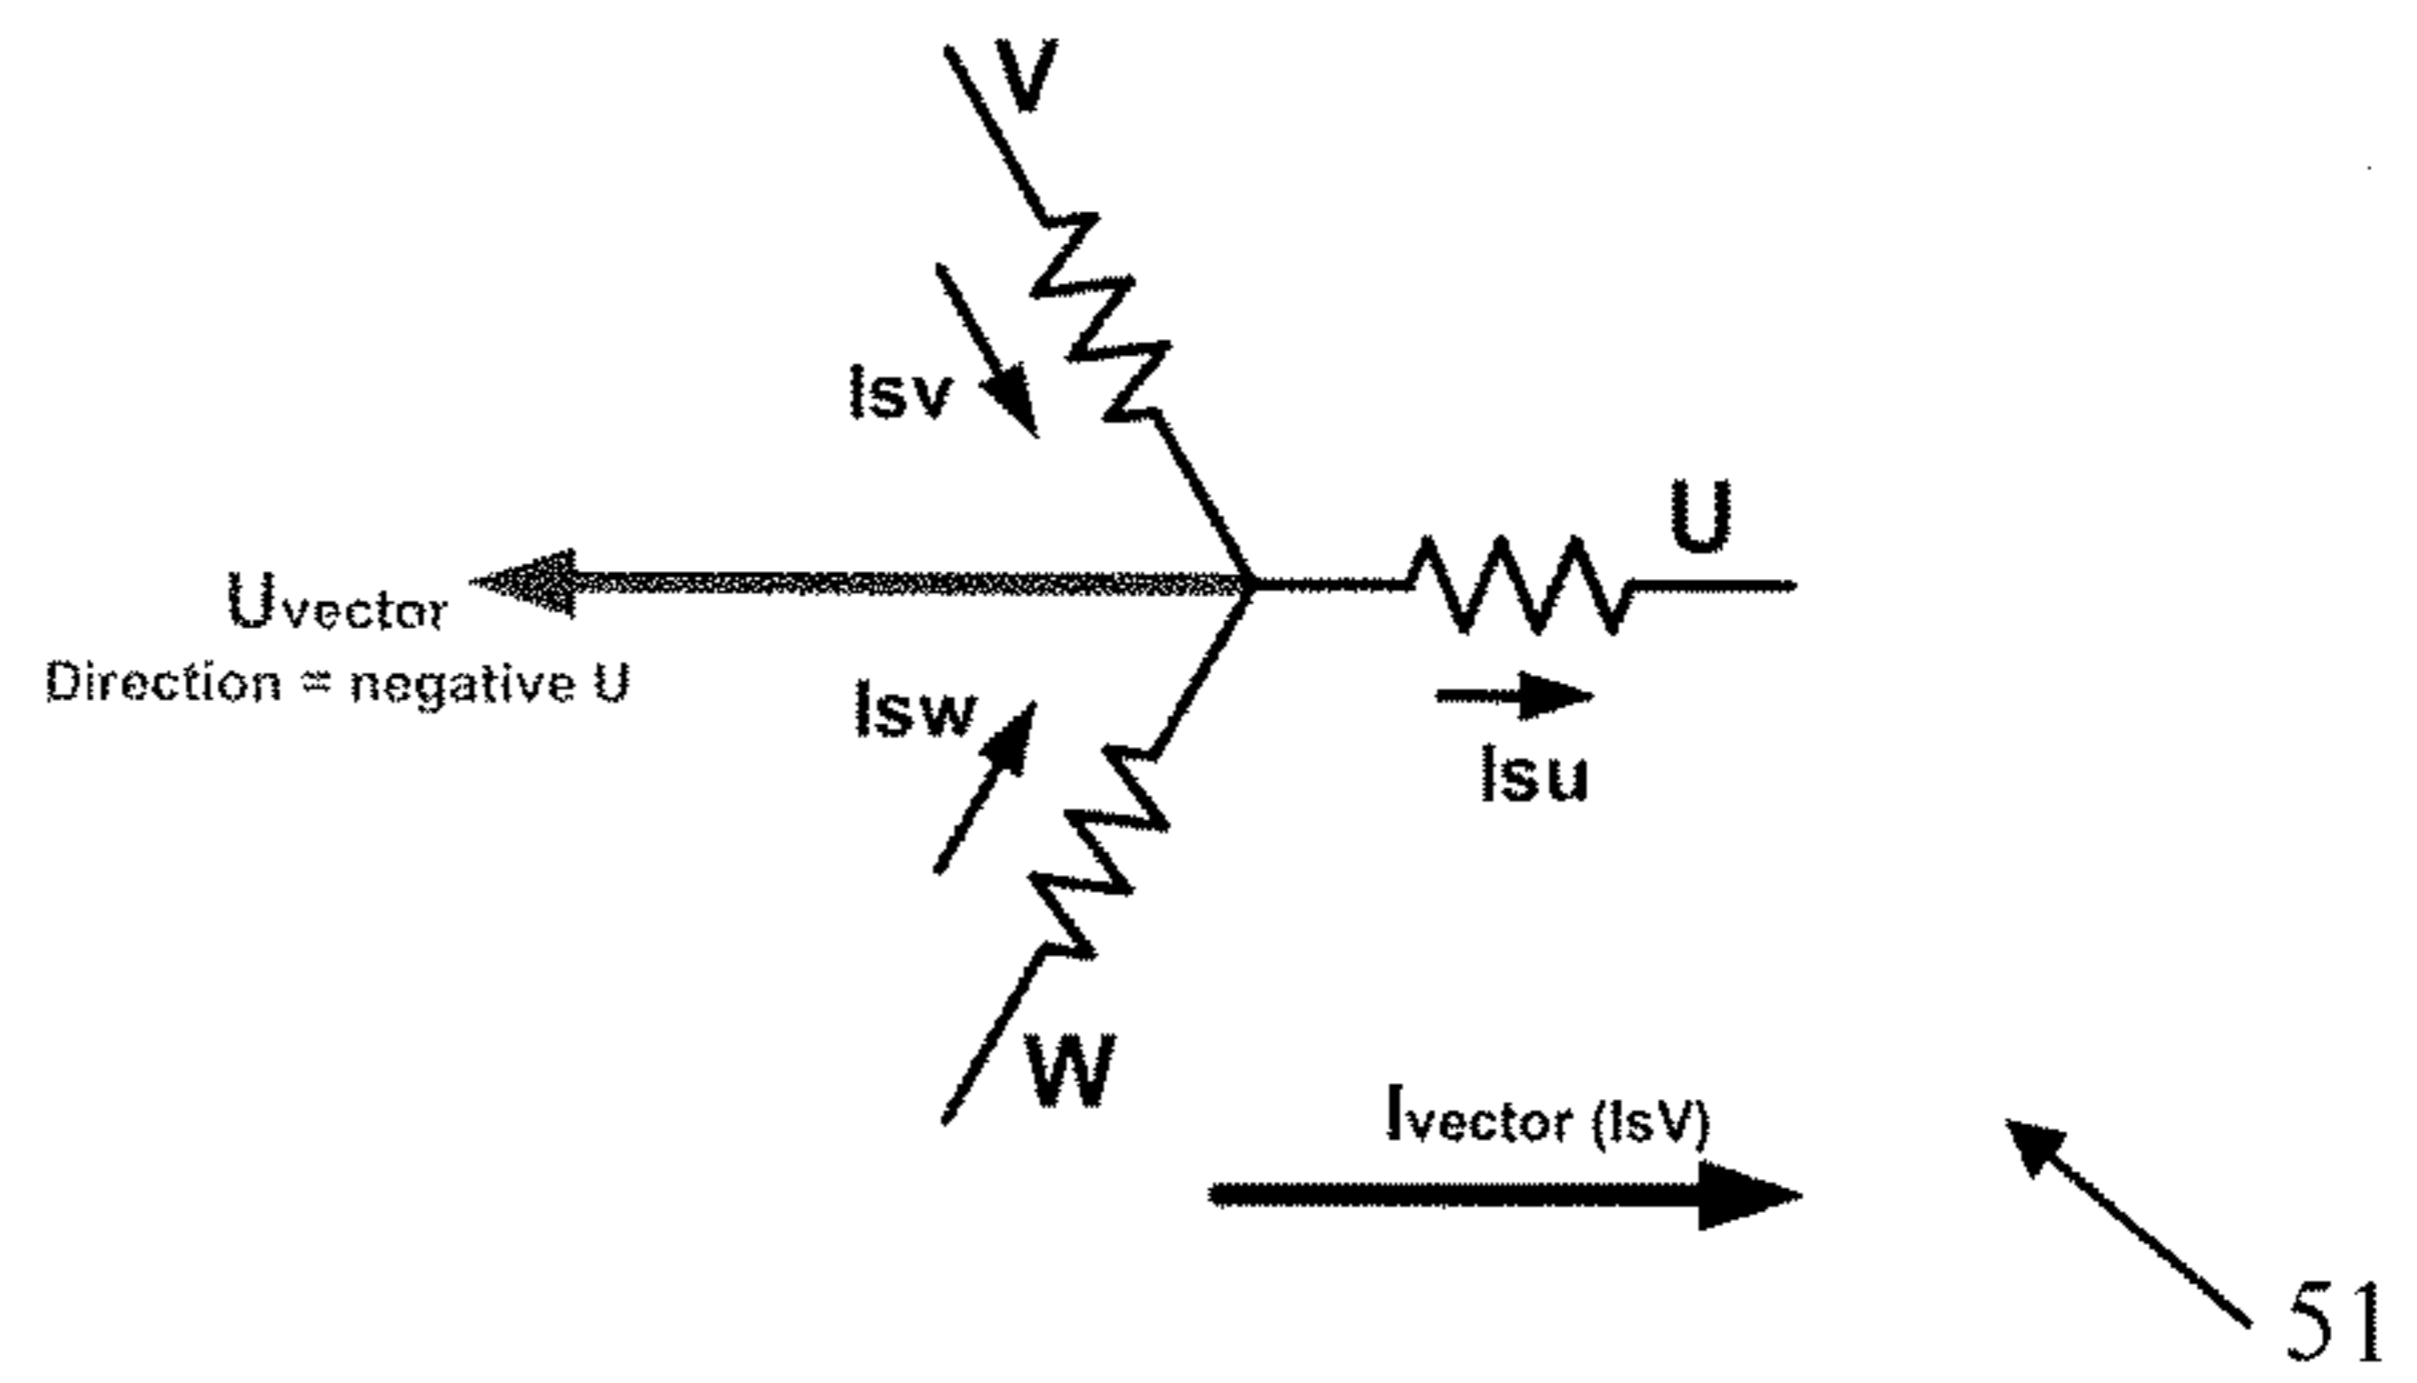 V
Isv
U
Uvector
Direction = negative U
Isw
Isu
W
Ivector (IsV)
51